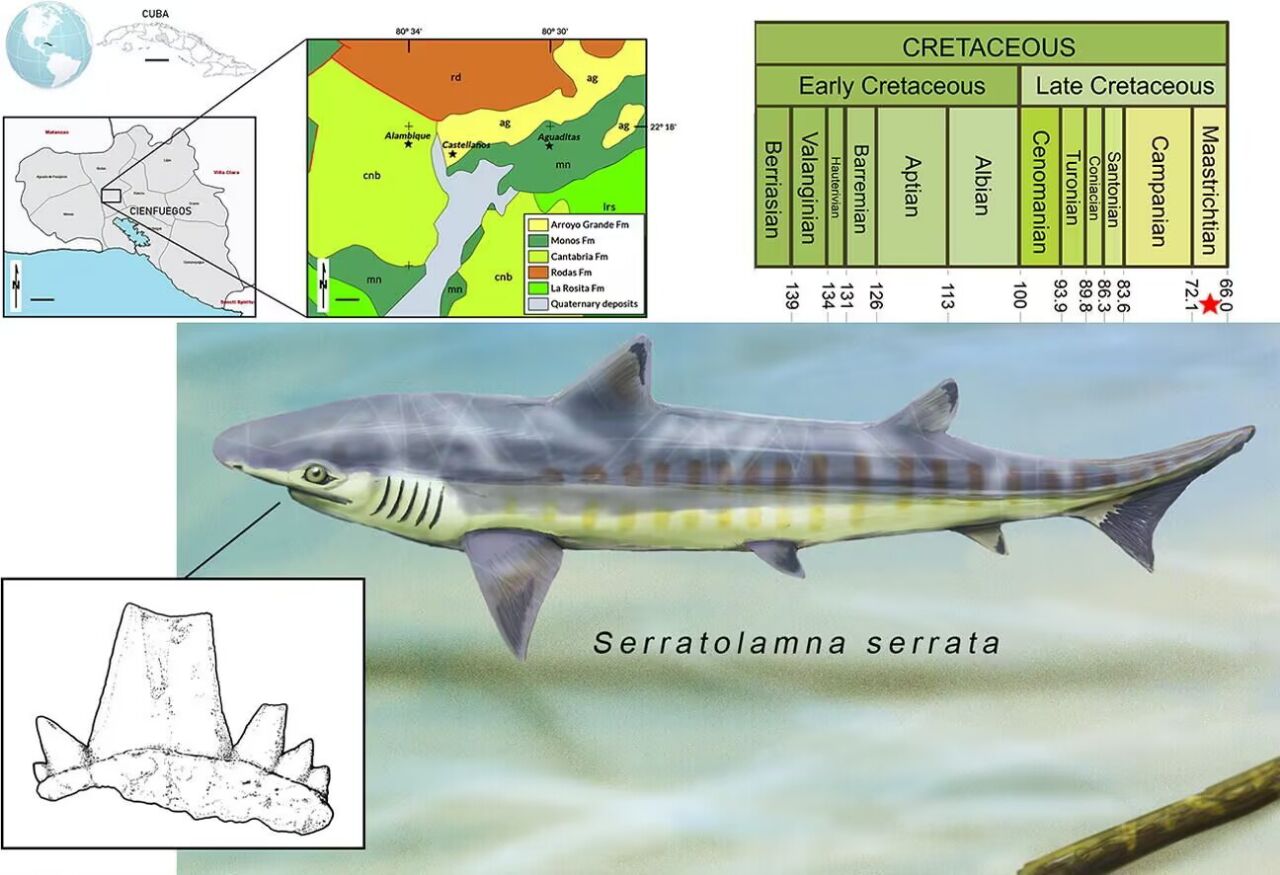 CUBA
Matanzas
Villa Clara
CIENFUEGOS
Sancti Spiritu
N
80° 34'
80° 30'
22° 18'
rd
ag
ag
ag
Alambique
Castellanos
Aguaditas
mn
cnb
lrs
mn
mn
cnb
N
Arroyo Grande Fm
Monos Fm
Cantabria Fm
Rodas Fm
La Rosita Fm
Quaternary deposits
CRETACEOUS
Early Cretaceous
Late Cretaceous
Berriasian
Valanginian
Hauterivian
Barremian
Aptian
Albian
Cenomanian
Turonian
Coniacian
Santonian
Campanian
Maastrichtian
139
134
131
126
113
100
93.9
89.8
86.3
83.6
72.1
66.0
Serratolamna serrata